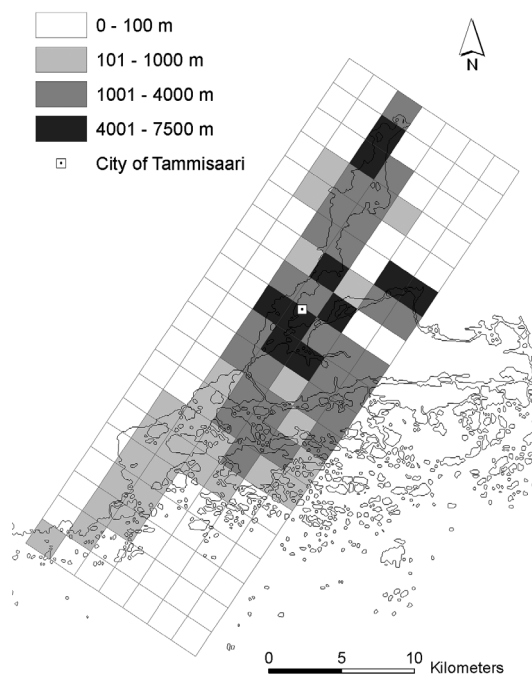 0 - 100 m
101 - 1000 m
1001 - 4000 m
4001 - 7500 m
City of Tammisaari
N
0 5 10 Kilometers